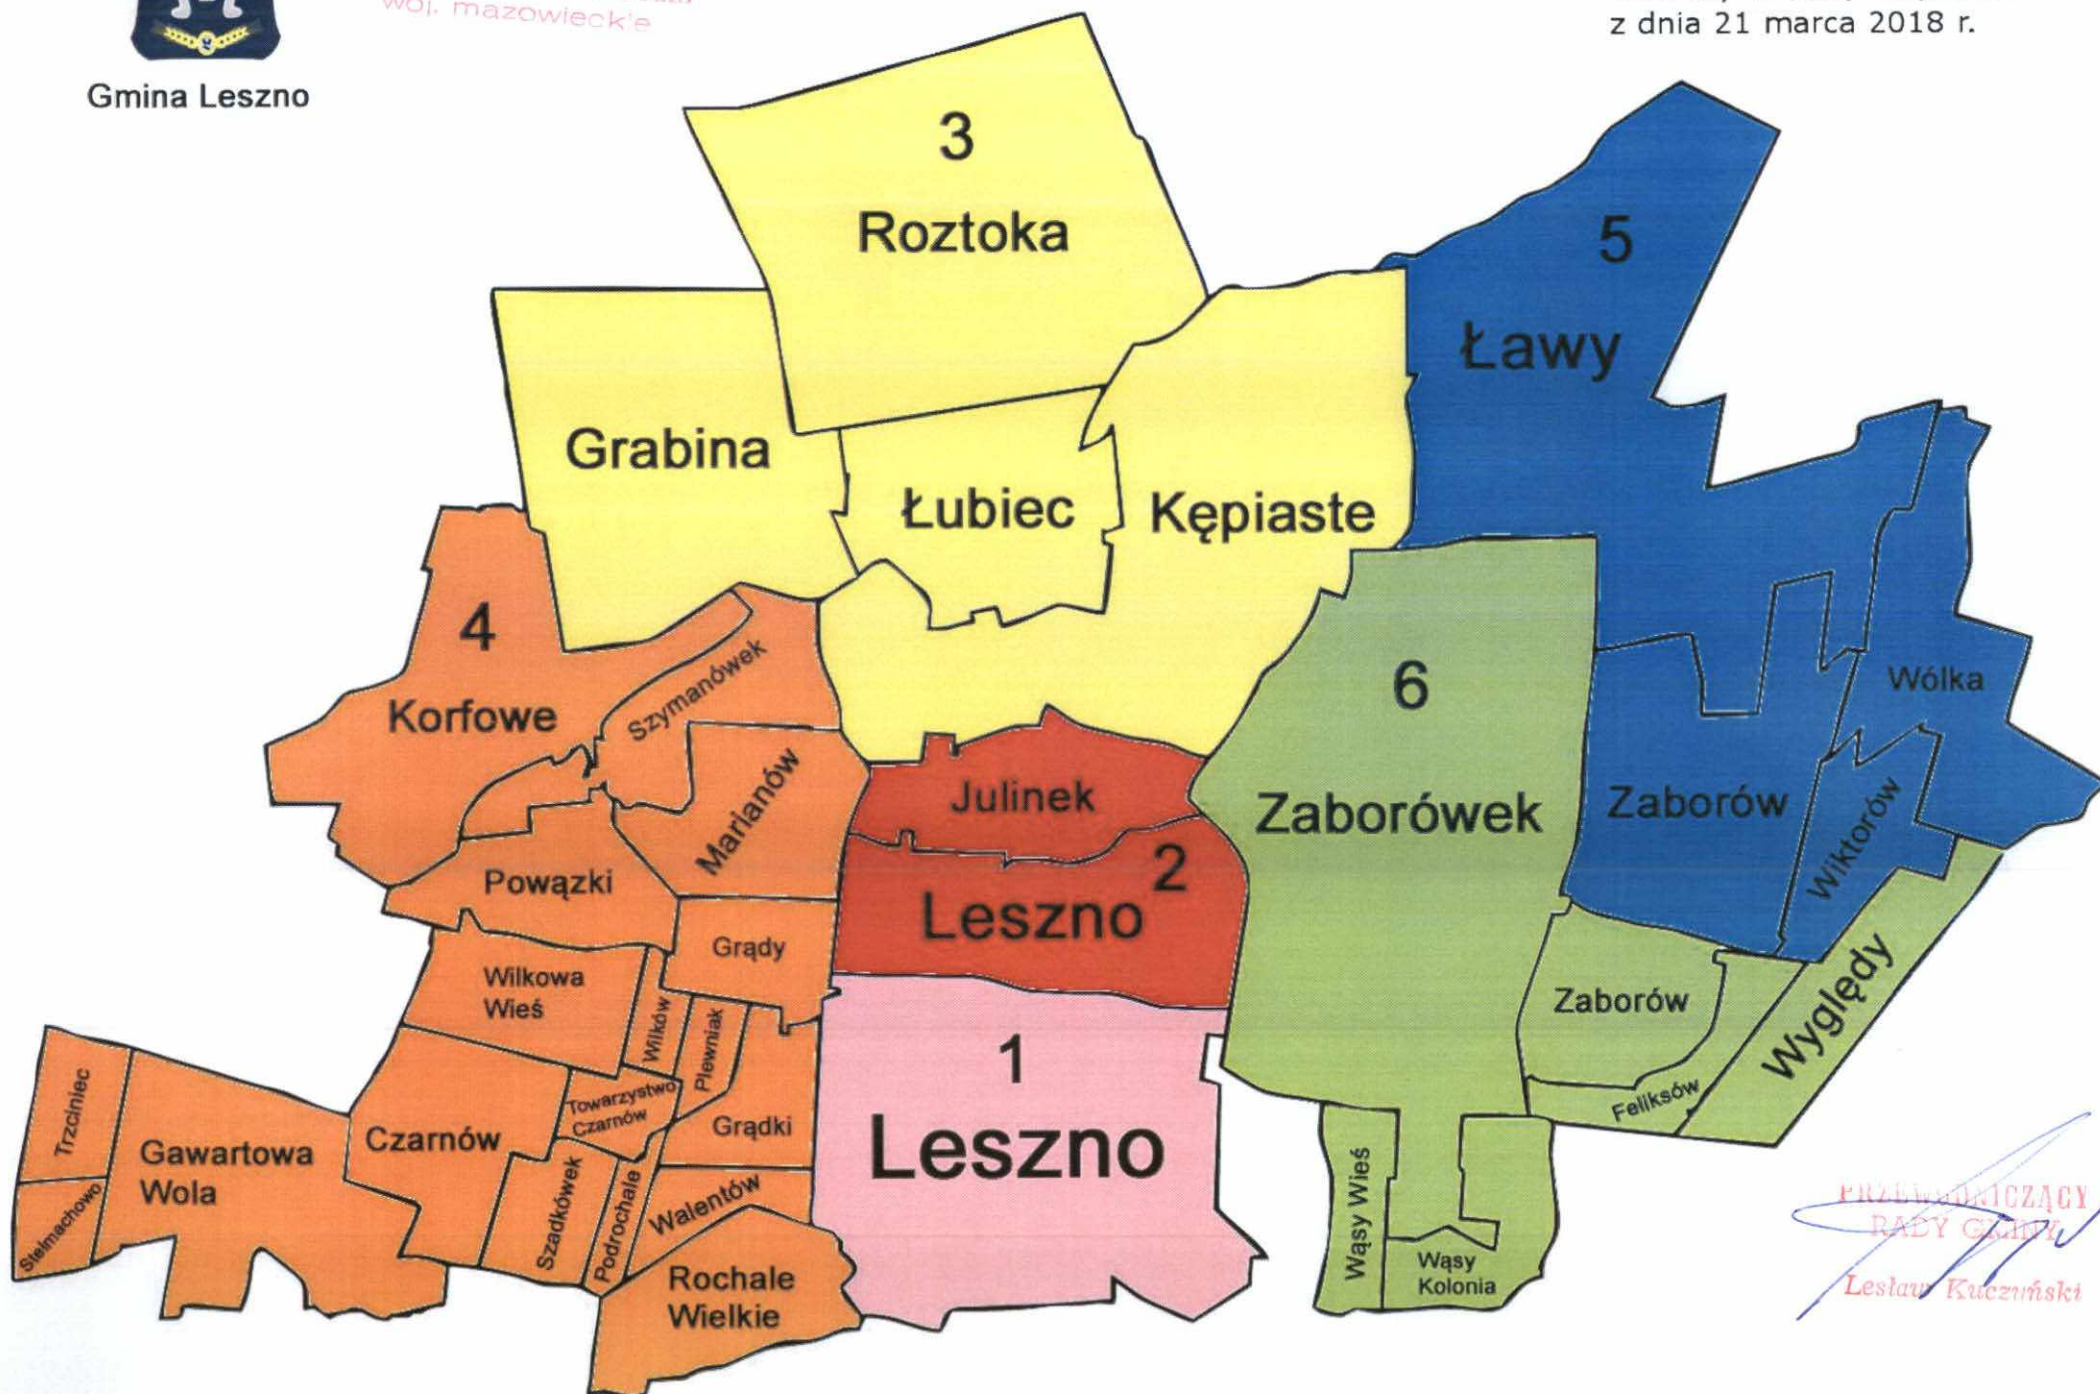 woj. mazowieckie
z dnia 21 marca 2018 r.
Gmina Leszno
3
Roztoka
5
Ławy
Grabina
Łubiec
Kępiaste
4
Korfowe
Szymanówek
6
Wólka
Marianów
Julinek
Zaborówek
Zaborów
Wiktorów
2
Leszno
Powązki
Grądy
Wilkowa
Wieś
Wilków
Plewniak
Zaborów
Wyględy
1
Leszno
Feliksów
Towarzystwo
Czarnów
Trzciniec
Gawartowa
Wola
Czarnów
Grądki
Stelmachowo
Szadkówek
Podrochale
Walentów
Wąsy Wieś
Wąsy
Kolonia
Rochale
Wielkie
PRZEWODNICZĄCY
RADY GMINY
Lesław Kuczyński